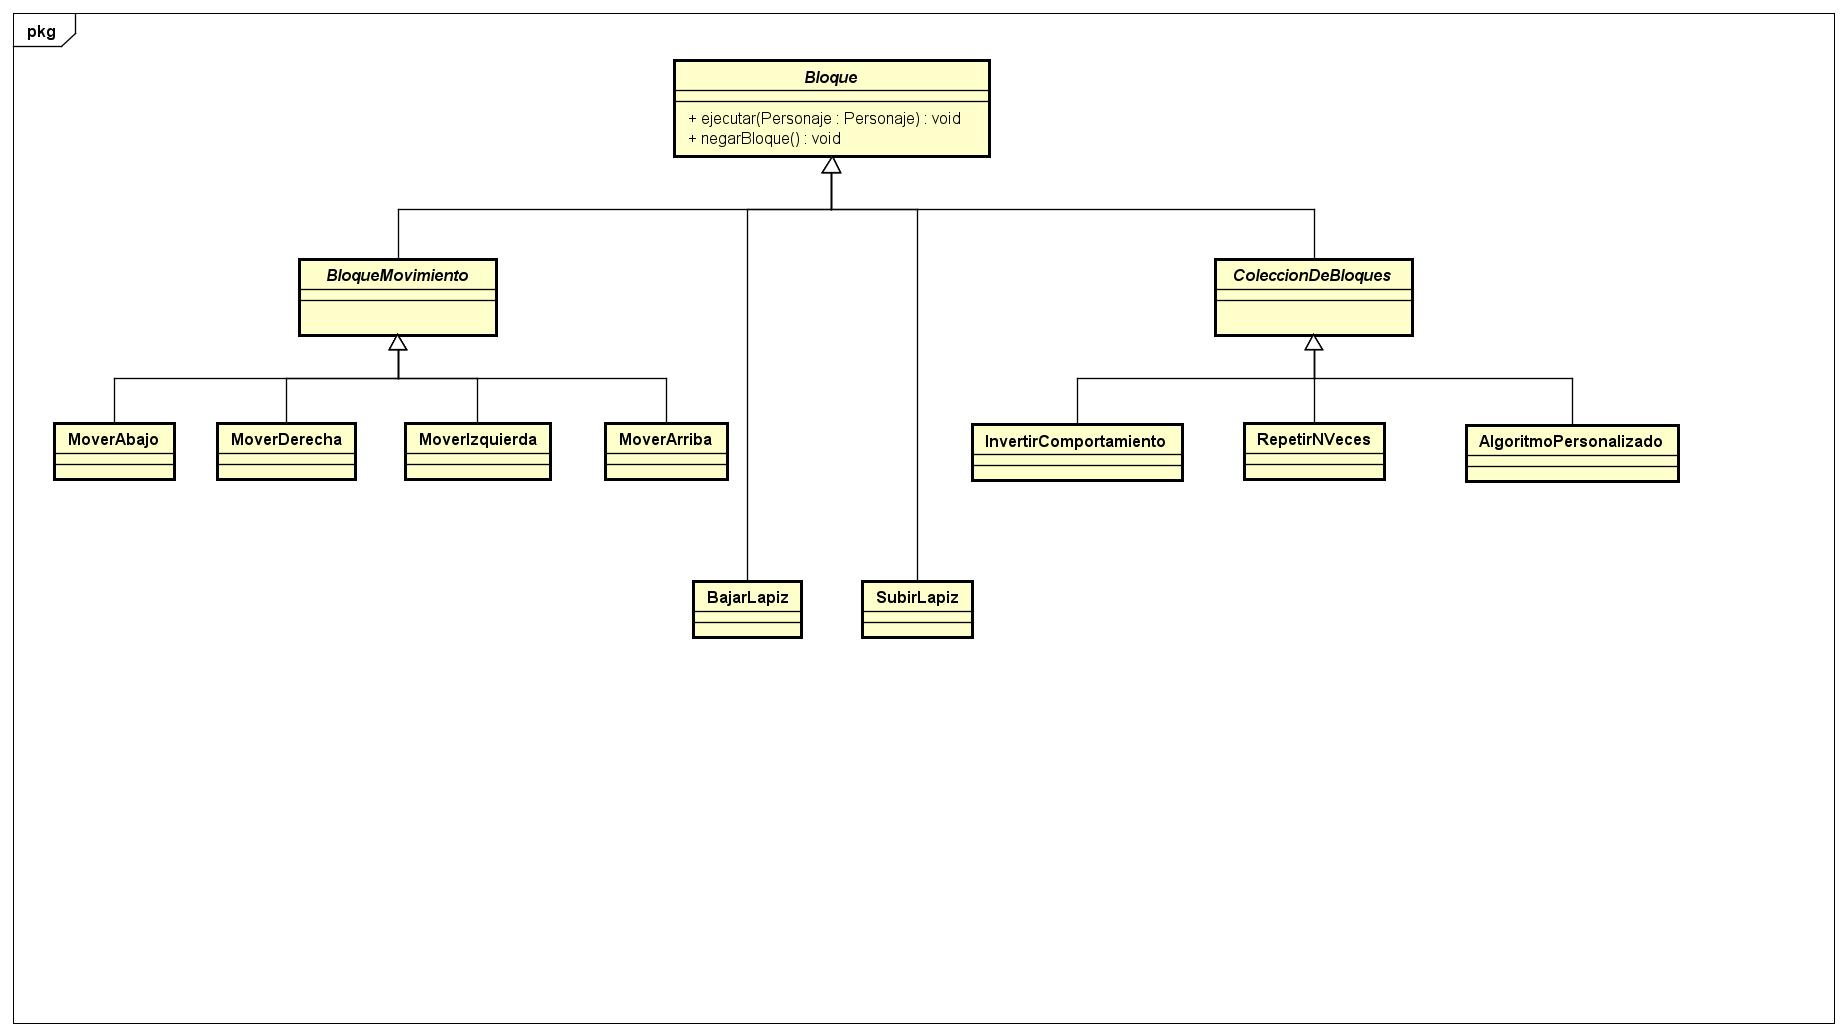 pkg
Bloque
+ ejecutar(Personaje : Personaje) : void
+ negarBloque() : void
BloqueMovimiento
ColeccionDeBloques
MoverAbajo
MoverDerecha
MoverIzquierda
MoverArriba
InvertirComportamiento
RepetirNVeces
AlgoritmoPersonalizado
BajarLapiz
SubirLapiz